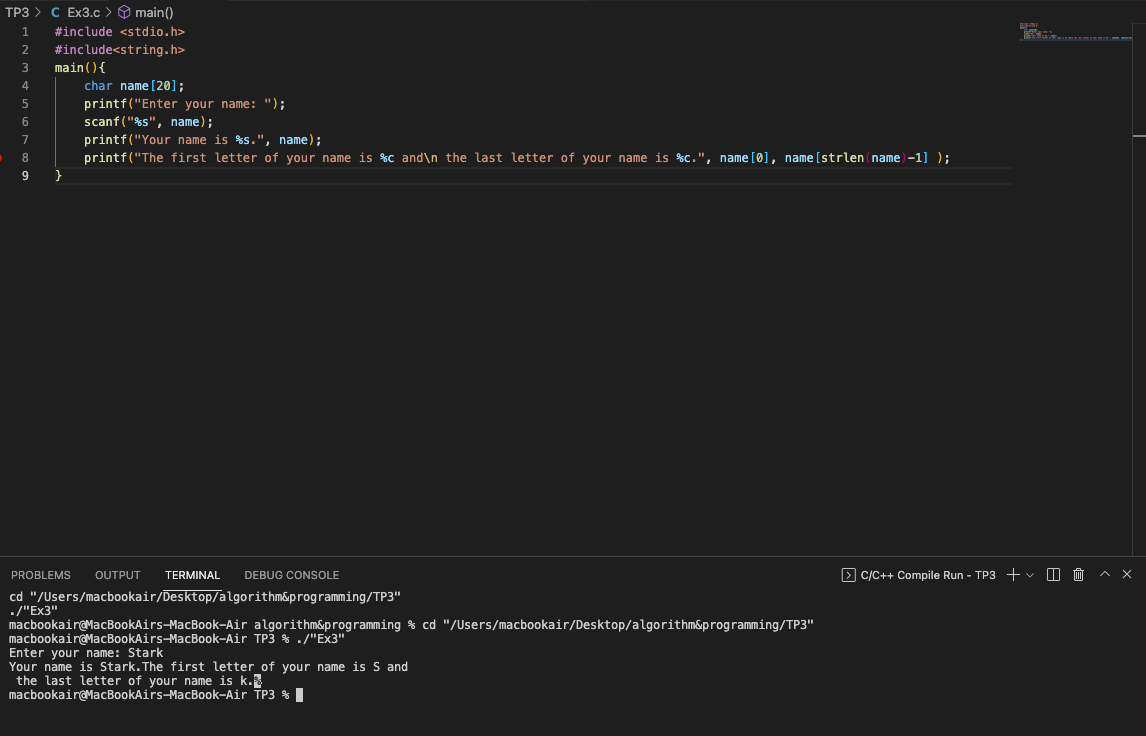 TP3 > C Ex3.c > main()
1 #include <stdio.h>
2 #include<string.h>
3 main(){
4     char name[20];
5     printf("Enter your name: ");
6     scanf("%s", name);
7     printf("Your name is %s.", name);
8     printf("The first letter of your name is %c and\n the last letter of your name is %c.", name[0], name[strlen(name)-1] );
9 }
PROBLEMS OUTPUT TERMINAL DEBUG CONSOLE C/C++ Compile Run - TP3
cd "/Users/macbookair/Desktop/algorithm&programming/TP3"
./"Ex3"
macbookair@MacBookAirs-MacBook-Air algorithm&programming % cd "/Users/macbookair/Desktop/algorithm&programming/TP3"
macbookair@MacBookAirs-MacBook-Air TP3 % ./"Ex3"
Enter your name: Stark
Your name is Stark.The first letter of your name is S and
 the last letter of your name is k.%
macbookair@MacBookAirs-MacBook-Air TP3 %